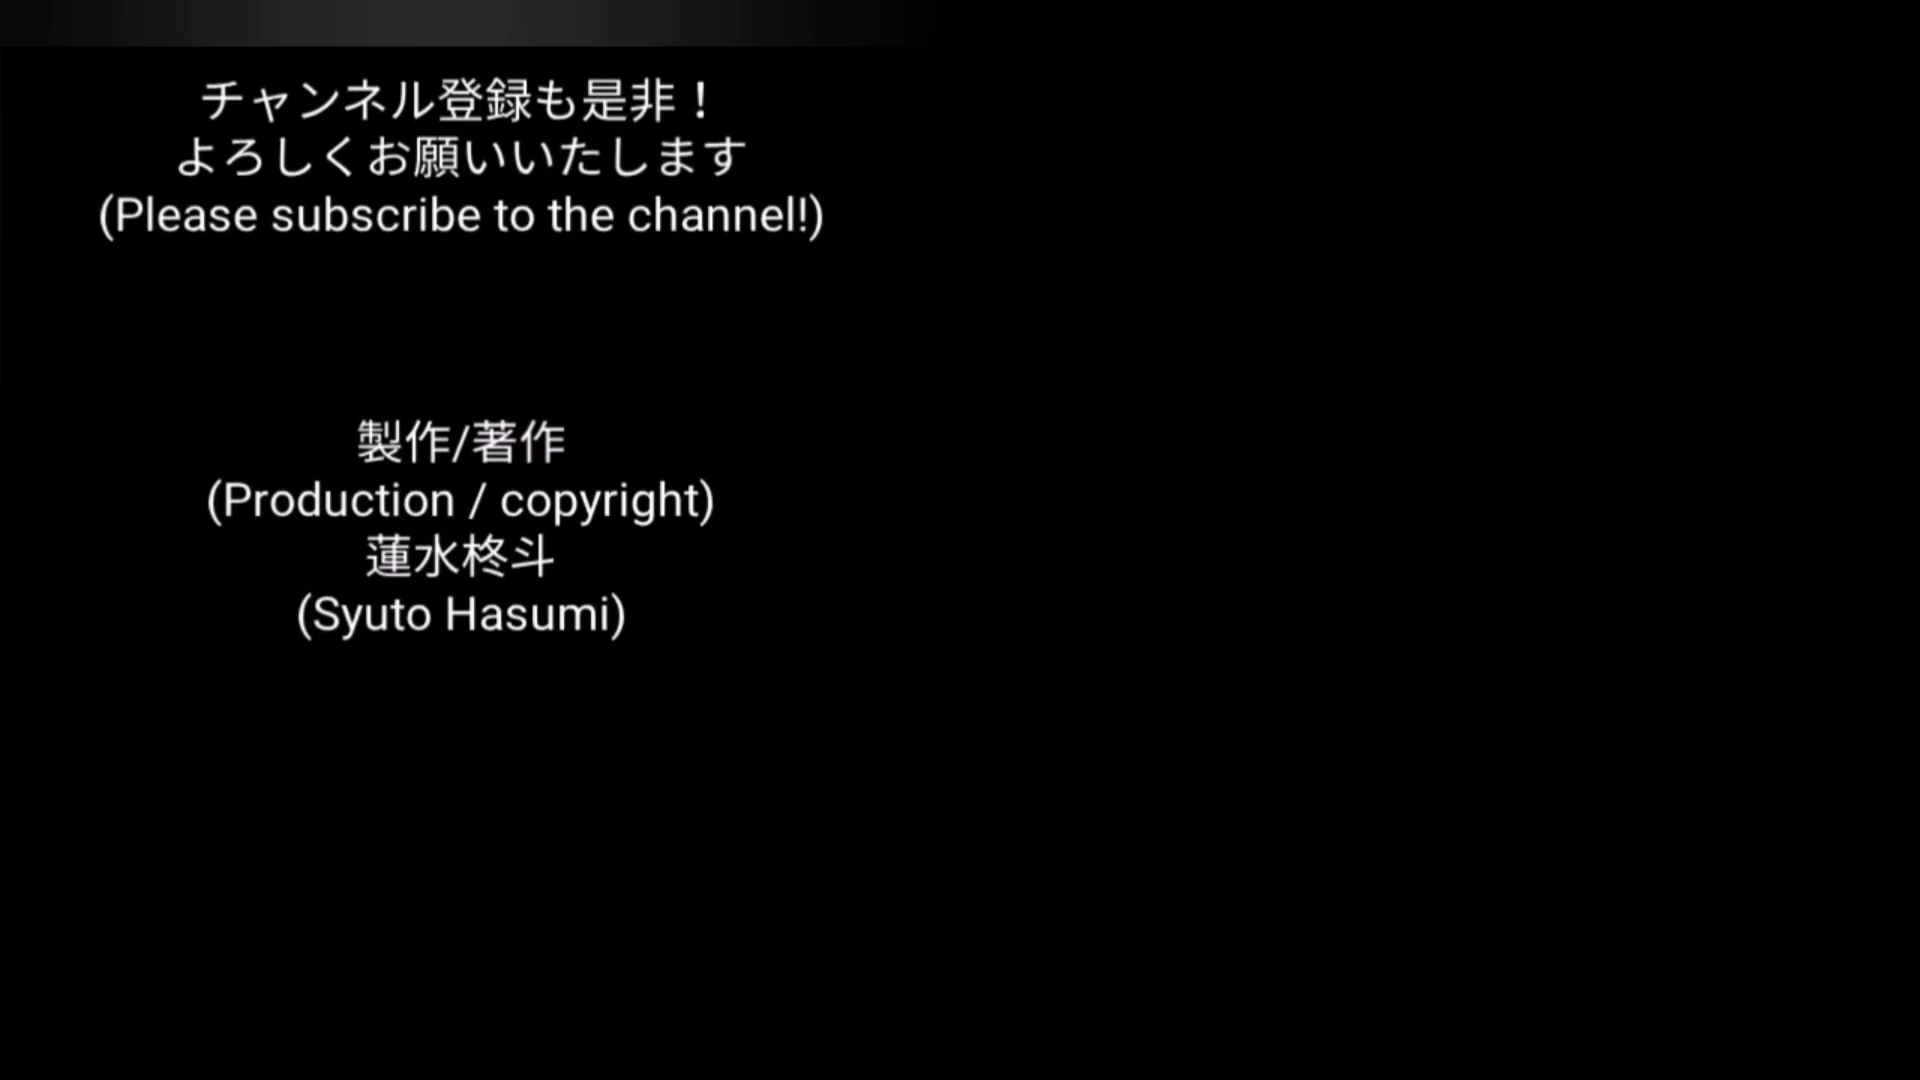 チャンネル登録も是非！
よろしくお願いいたします
(Please subscribe to the channel!)
製作/著作
(Production / copyright)
蓮水柊斗
(Syuto Hasumi)